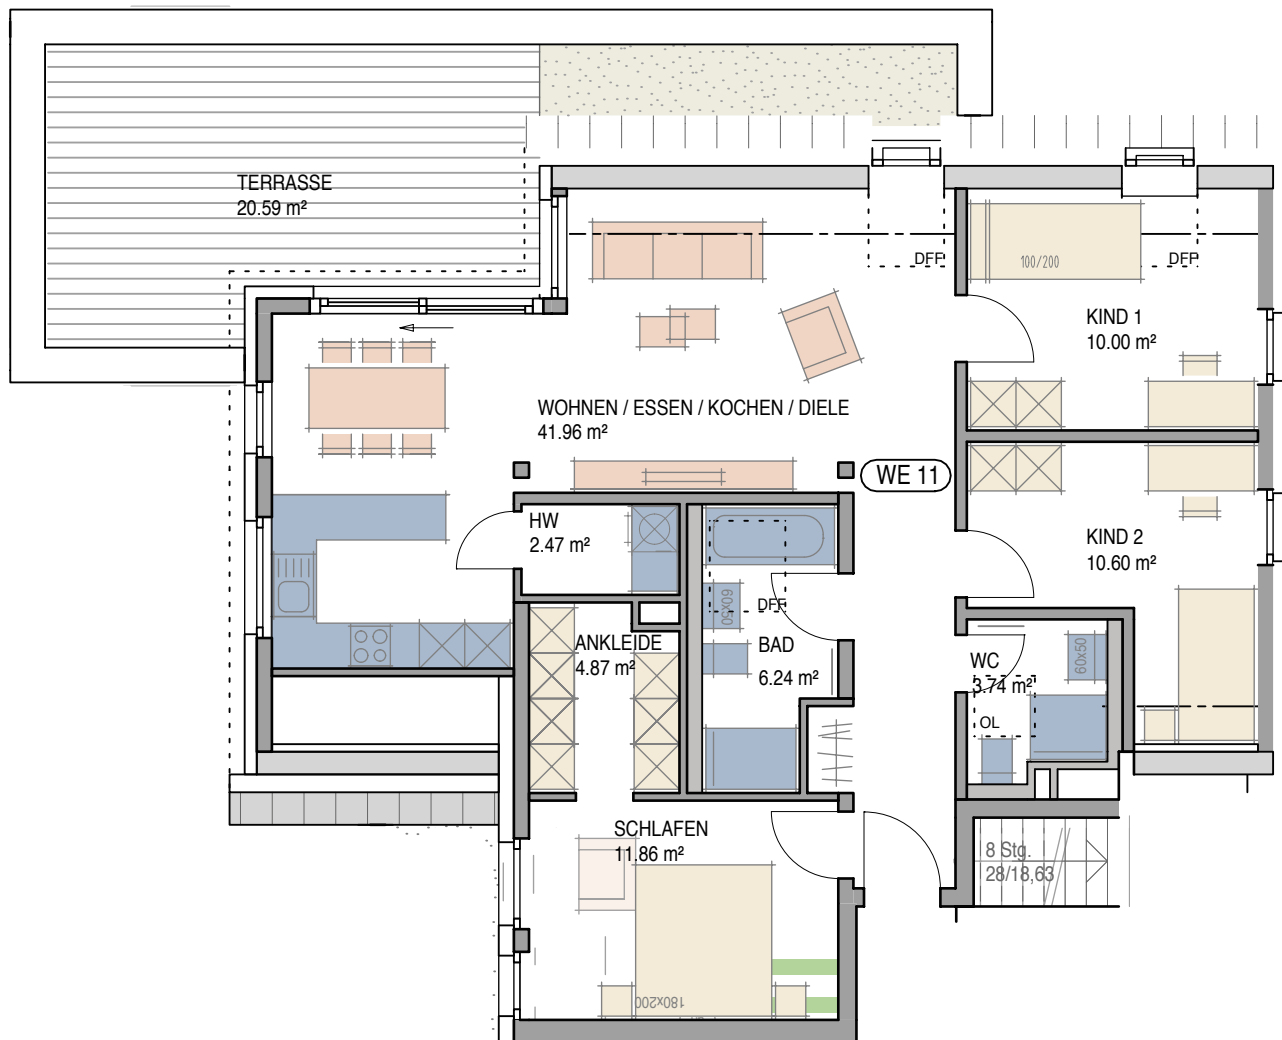 TERRASSE
20.59 m²
DFF
100/200
DFF
KIND 1
10.00 m²
WOHNEN / ESSEN / KOCHEN / DIELE
41.96 m²
WE 11
HW
2.47 m²
KIND 2
10.60 m²
60x50
DFF
ANKLEIDE
4.87 m²
BAD
6.24 m²
WC
3.74 m²
60x50
OL
SCHLAFEN
11.86 m²
8 Stg.
28/18,63
180x200